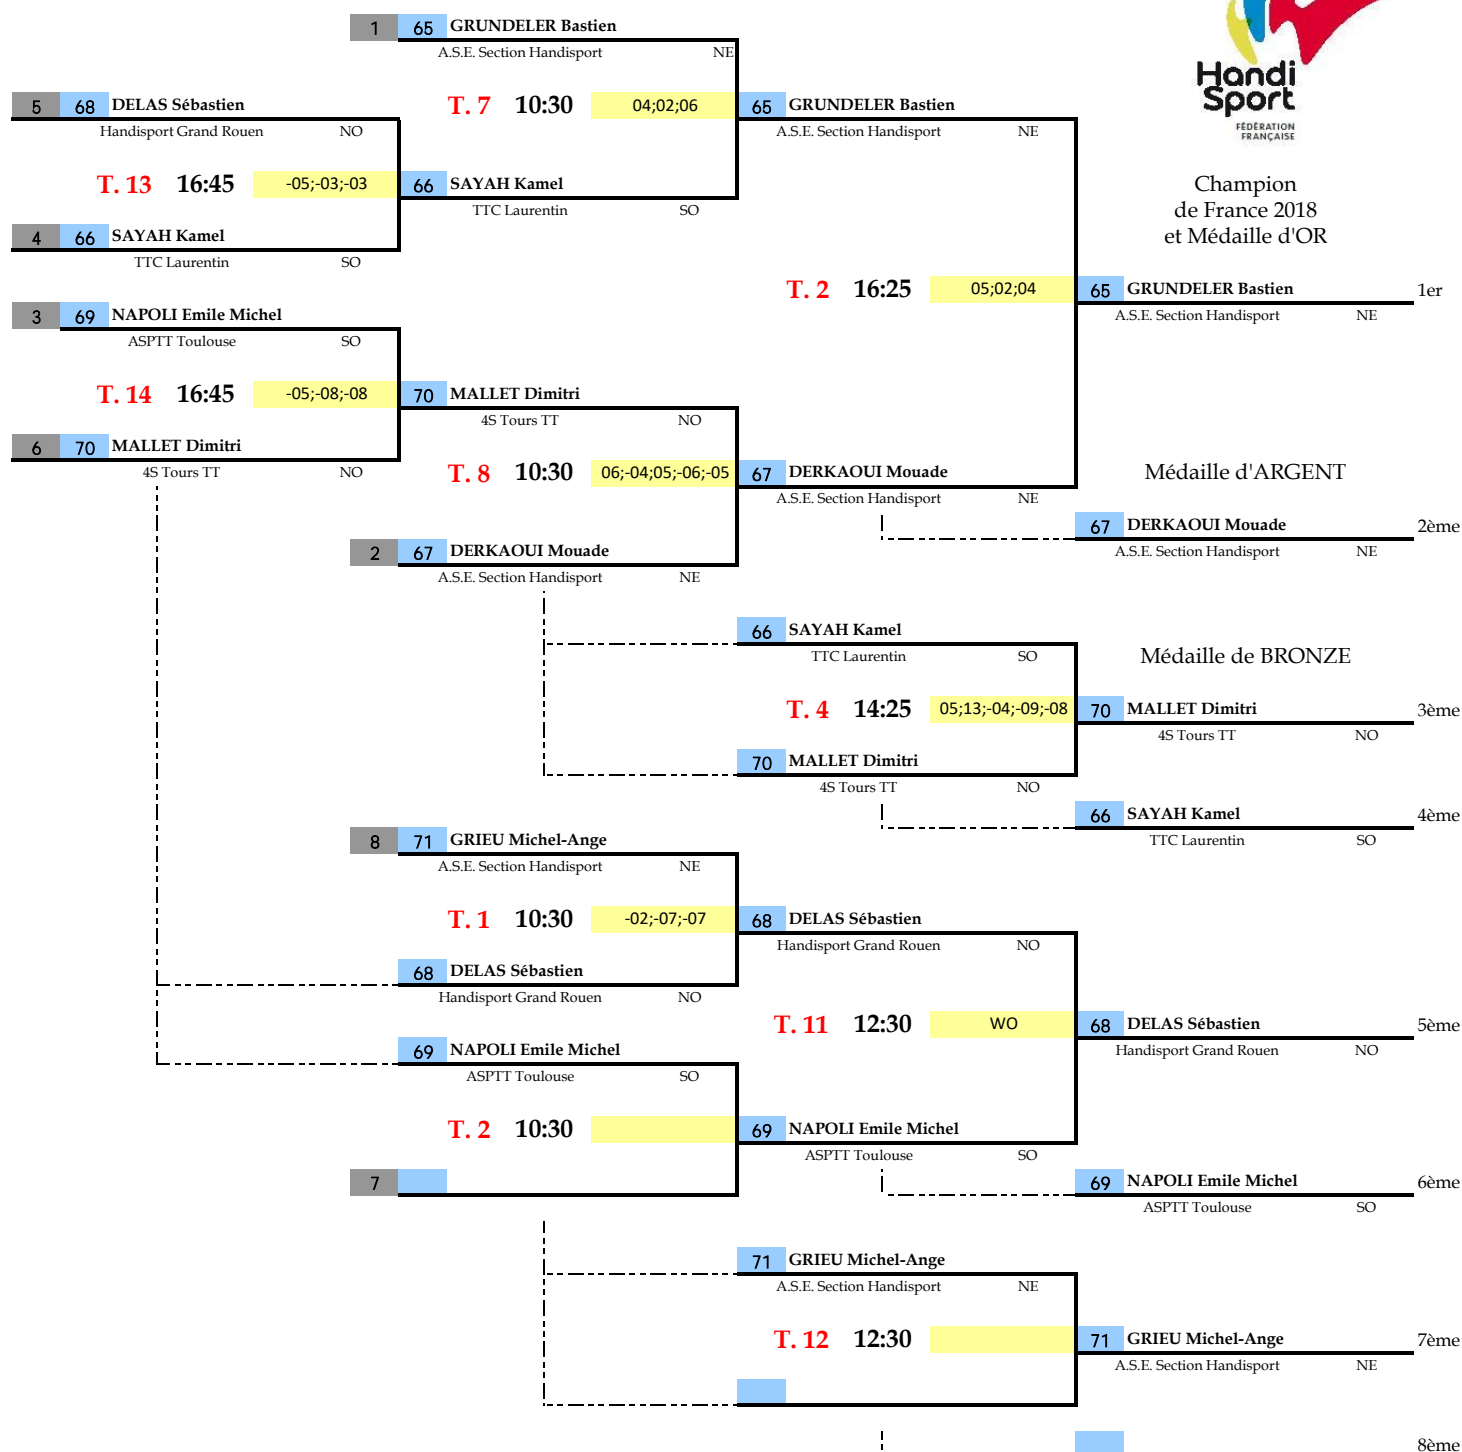 1 65 GRUNDELER Bastien
A.S.E. Section Handisport NE
Handi
Sport
FÉDÉRATION
FRANÇAISE
5 68 DELAS Sébastien
T. 7 10:30 04;02;06
65 GRUNDELER Bastien
Handisport Grand Rouen NO
A.S.E. Section Handisport NE
T. 13 16:45 -05;-03;-03
66 SAYAH Kamel
TTC Laurentin SO
Champion
de France 2018
et Médaille d'OR
4 66 SAYAH Kamel
TTC Laurentin SO
T. 2 16:25 05;02;04
65 GRUNDELER Bastien 1er
A.S.E. Section Handisport NE
3 69 NAPOLI Emile Michel
ASPTT Toulouse SO
T. 14 16:45 -05;-08;-08
70 MALLET Dimitri
4S Tours TT NO
6 70 MALLET Dimitri
4S Tours TT NO
T. 8 10:30 06;-04;05;-06;-05
67 DERKAOUI Mouade
A.S.E. Section Handisport NE
Médaille d'ARGENT
67 DERKAOUI Mouade 2ème
A.S.E. Section Handisport NE
2 67 DERKAOUI Mouade
A.S.E. Section Handisport NE
66 SAYAH Kamel
TTC Laurentin SO
Médaille de BRONZE
T. 4 14:25 05;13;-04;-09;-08
70 MALLET Dimitri 3ème
4S Tours TT NO
70 MALLET Dimitri
4S Tours TT NO
66 SAYAH Kamel 4ème
TTC Laurentin SO
8 71 GRIEU Michel-Ange
A.S.E. Section Handisport NE
T. 1 10:30 -02;-07;-07
68 DELAS Sébastien
Handisport Grand Rouen NO
68 DELAS Sébastien
Handisport Grand Rouen NO
T. 11 12:30 WO
68 DELAS Sébastien 5ème
Handisport Grand Rouen NO
69 NAPOLI Emile Michel
ASPTT Toulouse SO
T. 2 10:30
69 NAPOLI Emile Michel
ASPTT Toulouse SO
7
69 NAPOLI Emile Michel 6ème
ASPTT Toulouse SO
71 GRIEU Michel-Ange
A.S.E. Section Handisport NE
T. 12 12:30
71 GRIEU Michel-Ange 7ème
A.S.E. Section Handisport NE
8ème